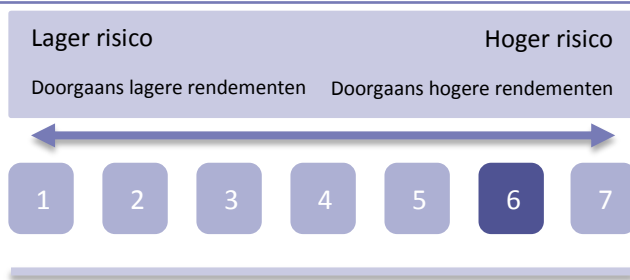 Lager risico Hoger risico
Doorgaans lagere rendementen Doorgaans hogere rendementen
1 2 3 4 5 6 7